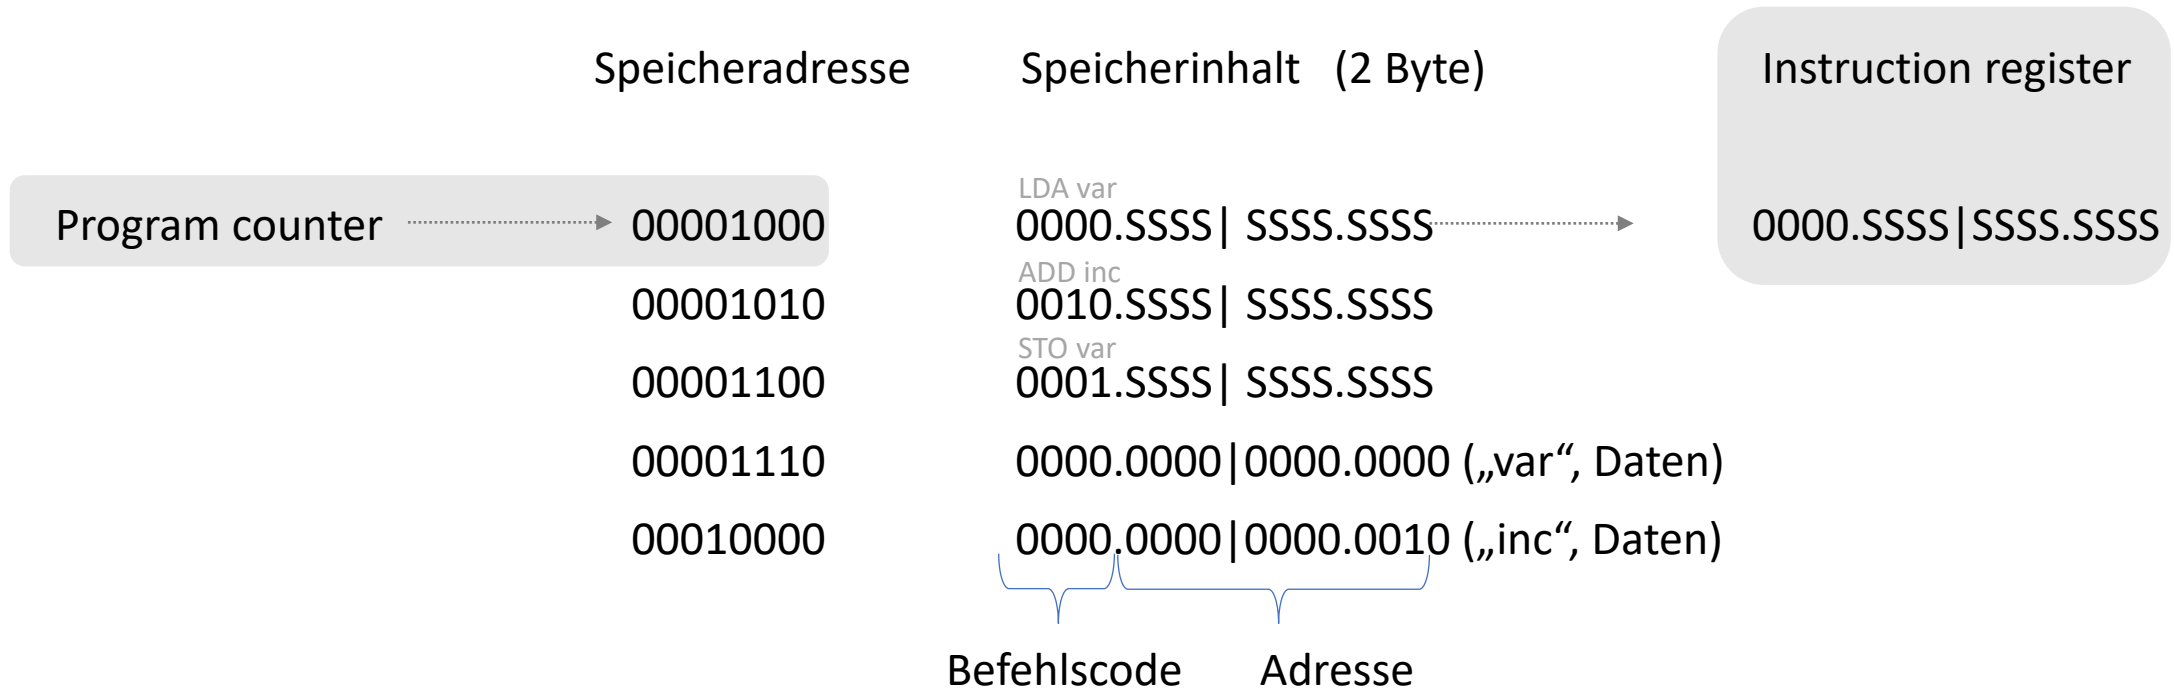 Speicheradresse Speicherinhalt (2 Byte) Instruction register
LDA var
Program counter 00001000 0000.SSSS| SSSS.SSSS 0000.SSSS|SSSS.SSSS
ADD inc
00001010 0010.SSSS| SSSS.SSSS
STO var
00001100 0001.SSSS| SSSS.SSSS
00001110 0000.0000|0000.0000 („var“, Daten)
00010000 0000.0000|0000.0010 („inc“, Daten)
Befehlscode Adresse